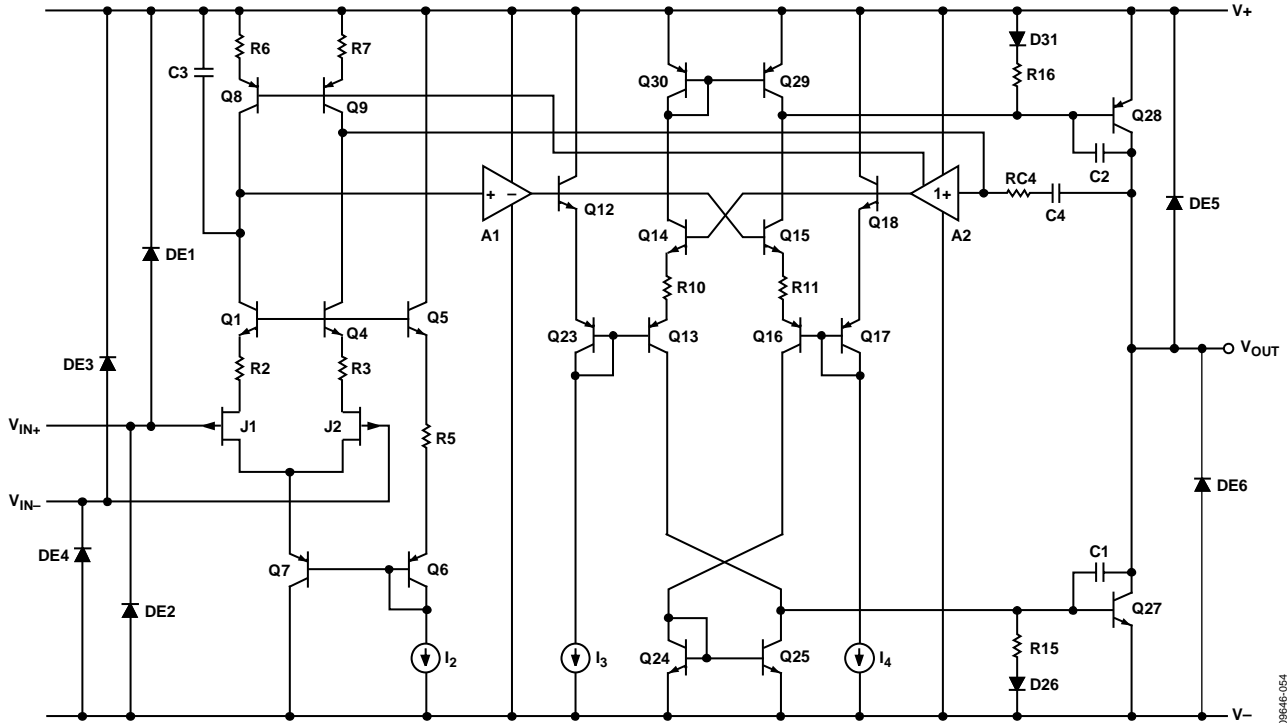 V+
R6
R7
D31
C3
Q30
Q29
R16
Q8
Q9
Q28
C2
+
−
1+
RC4
C4
Q12
Q18
A1
A2
DE5
Q14
Q15
DE1
R10
R11
Q1
Q4
Q5
Q23
Q13
Q16
Q17
VOUT
DE3
R2
R3
VIN+
J1
J2
R5
DE6
VIN–
DE4
C1
Q7
Q6
DE2
Q27
I2
I3
Q24
Q25
I4
R15
D26
V–
09646-054